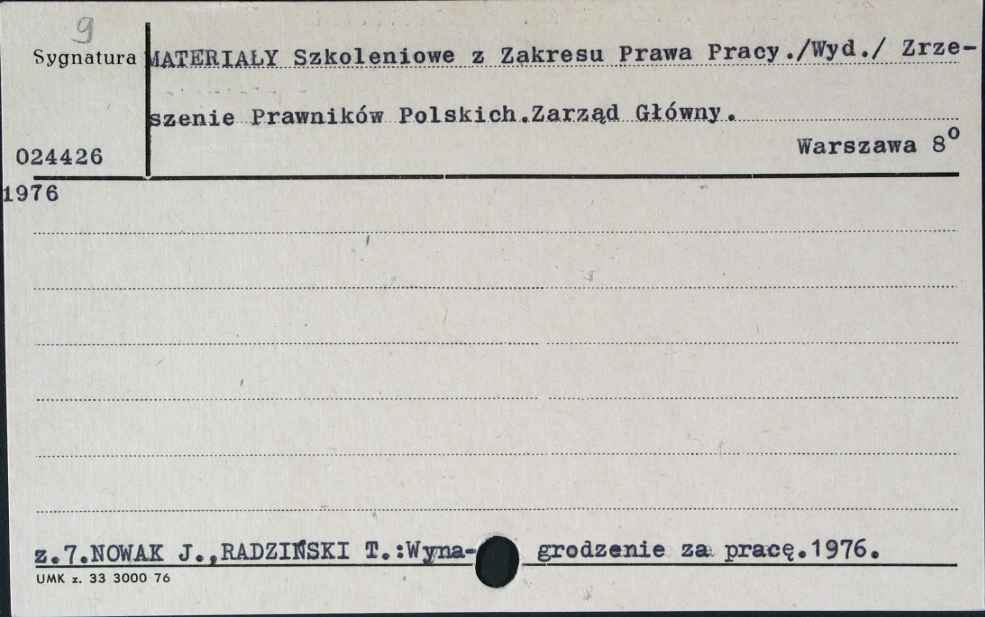 9
Sygnatura MATERIAŁY Szkoleniowe z Zakresu Prawa Pracy./Wyd./ Zrze-
szenie Prawników Polskich.Zarząd Główny.
024426 Warszawa 8º
1976
z.7.NOWAK J.,RADZIŃSKI T.:Wyna- grodzenie za pracę.1976.
UMK z. 33 3000 76